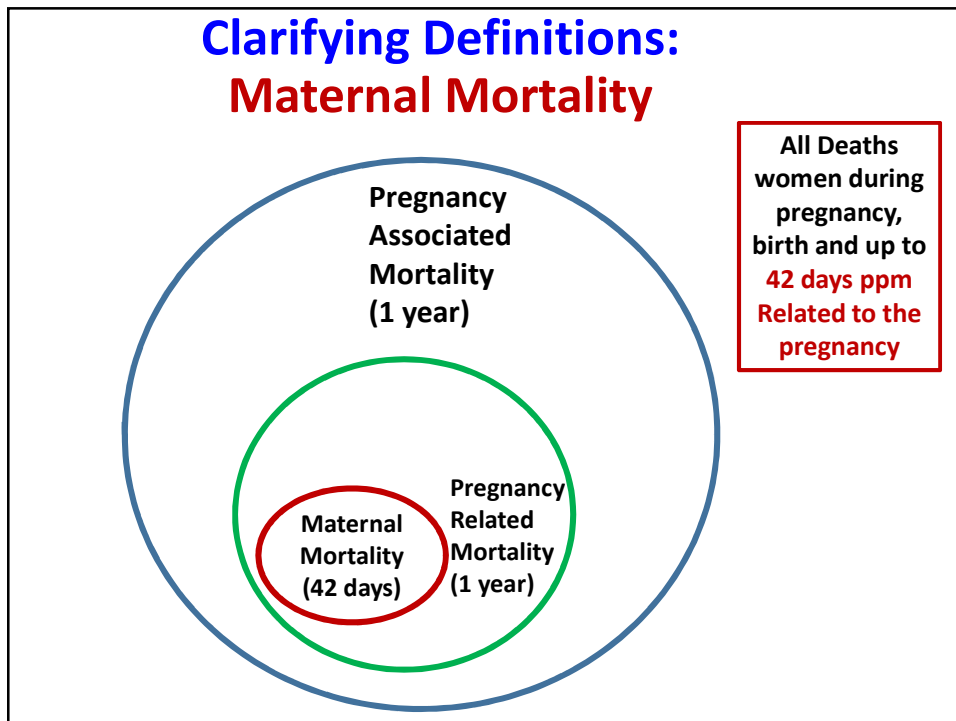 Clarifying Definitions:
Maternal Mortality
All Deaths
women during
pregnancy,
birth and up to
42 days ppm
Related to the
pregnancy
Pregnancy
Associated
Mortality
(1 year)
Pregnancy
Related
Mortality
(1 year)
Maternal
Mortality
(42 days)